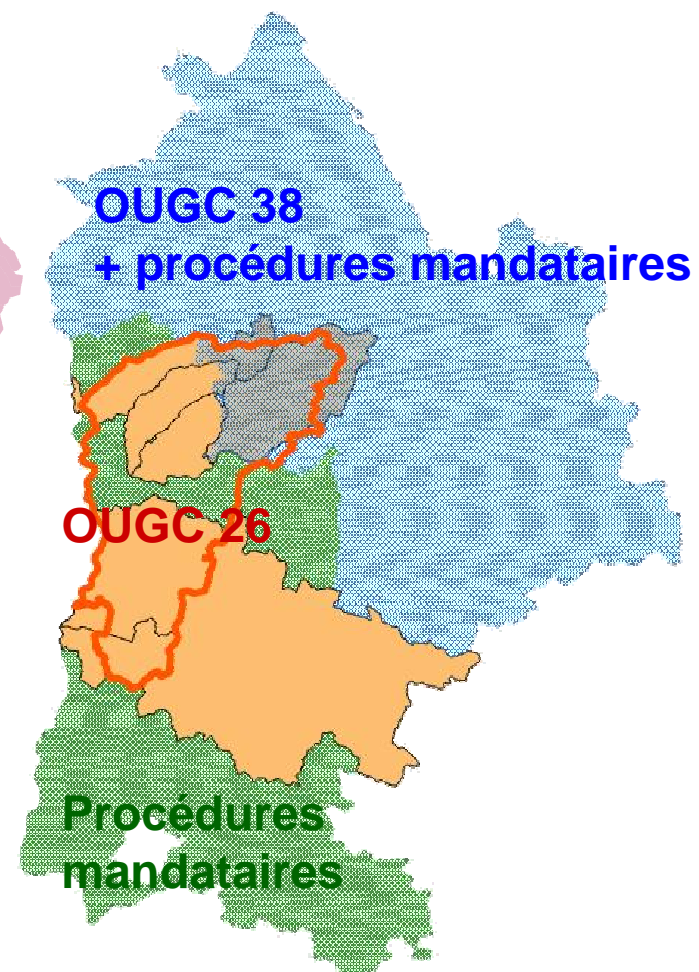 OUGC 38
+ procédures mandataires
OUGC 26
Procédures
mandataires